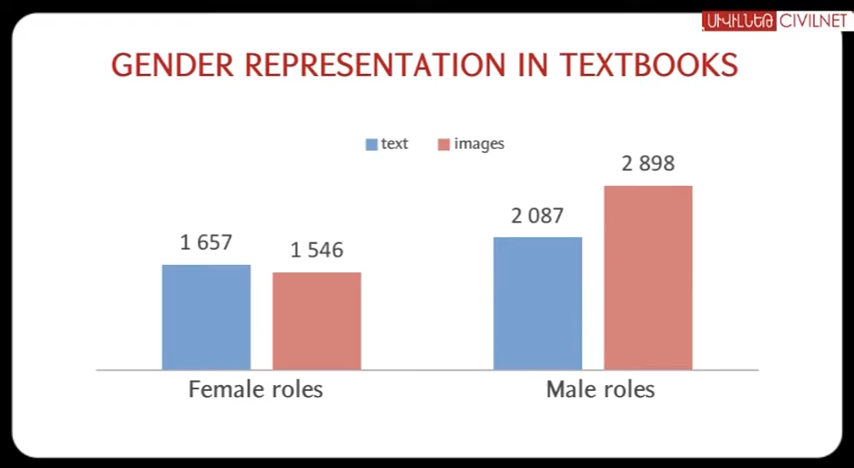 ՍԻՎԻԼՆԵԹ CIVILNET
GENDER REPRESENTATION IN TEXTBOOKS
text images
1 657
1 546
2 087
2 898
Female roles
Male roles